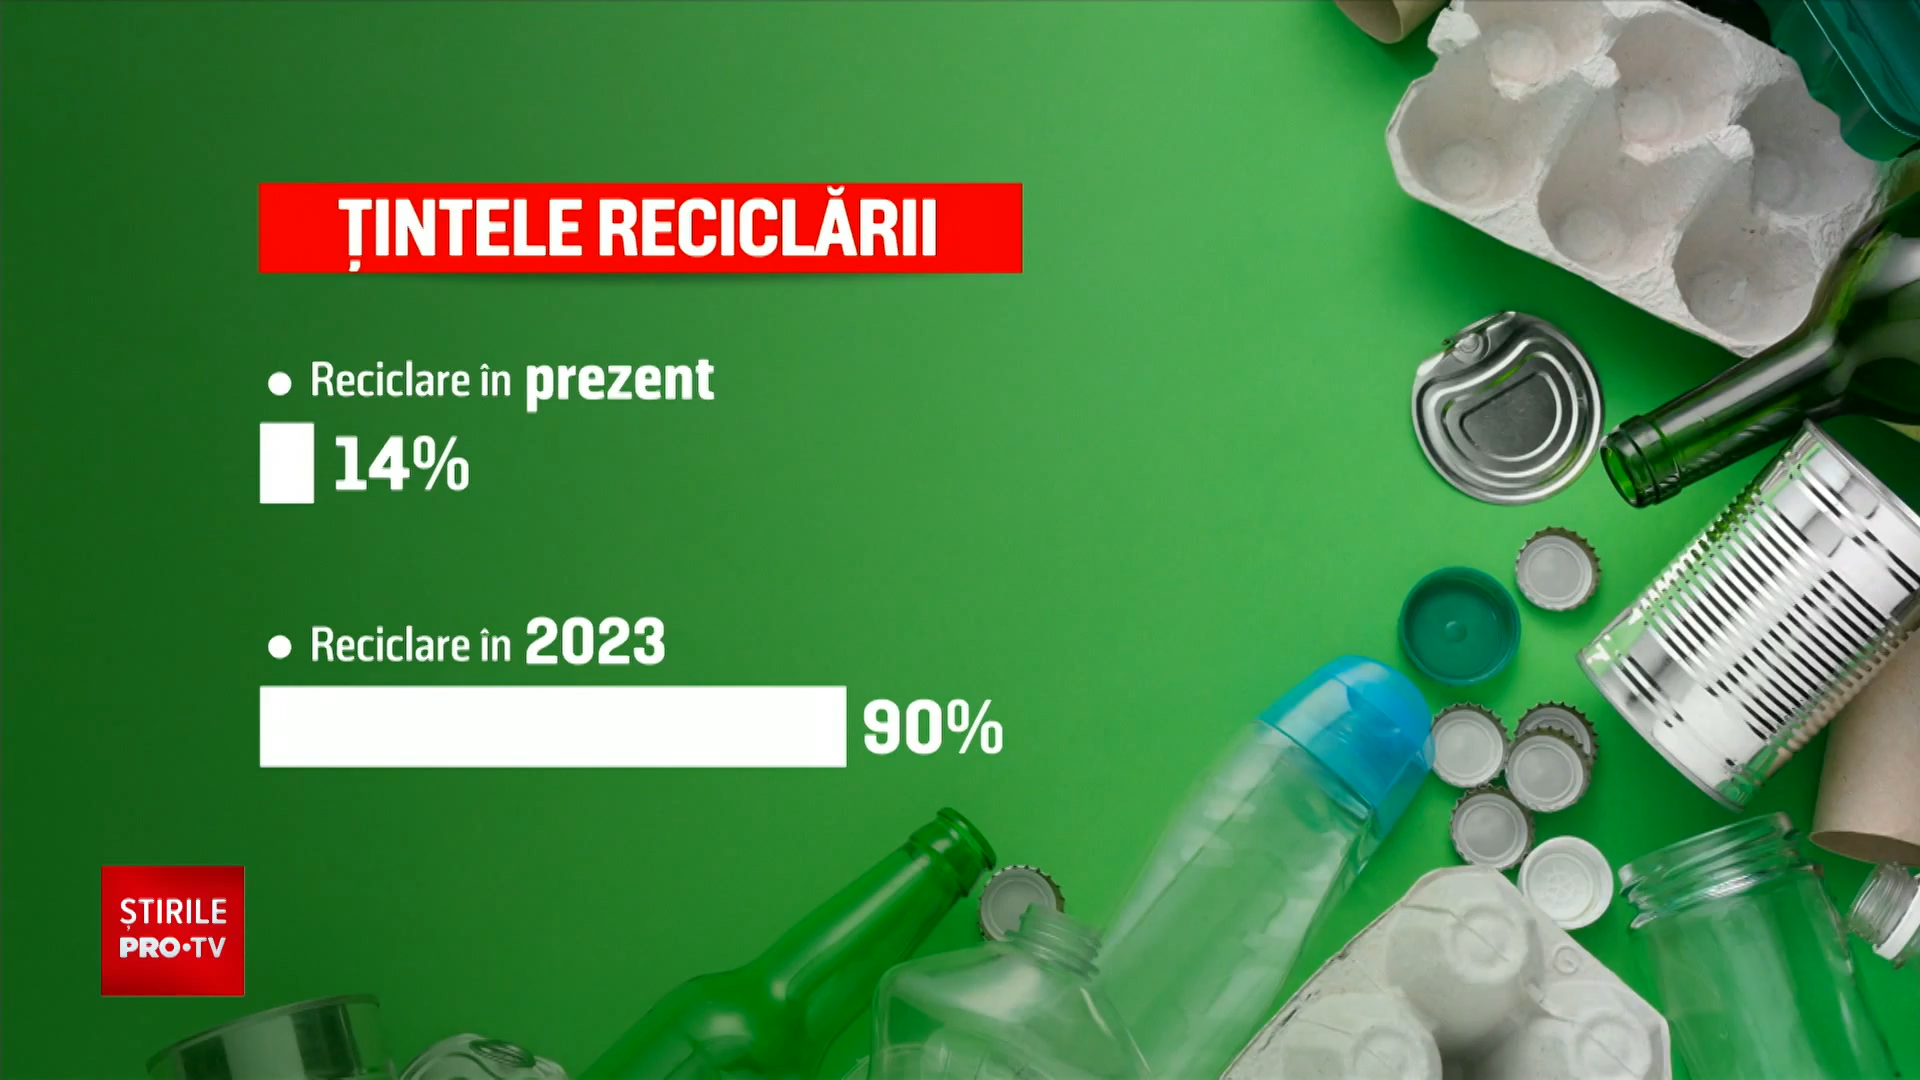 ȚINTELE RECICLĂRII
• Reciclare în prezent
14%
• Reciclare în 2023
90%
ȘTIRILE
PRO•TV